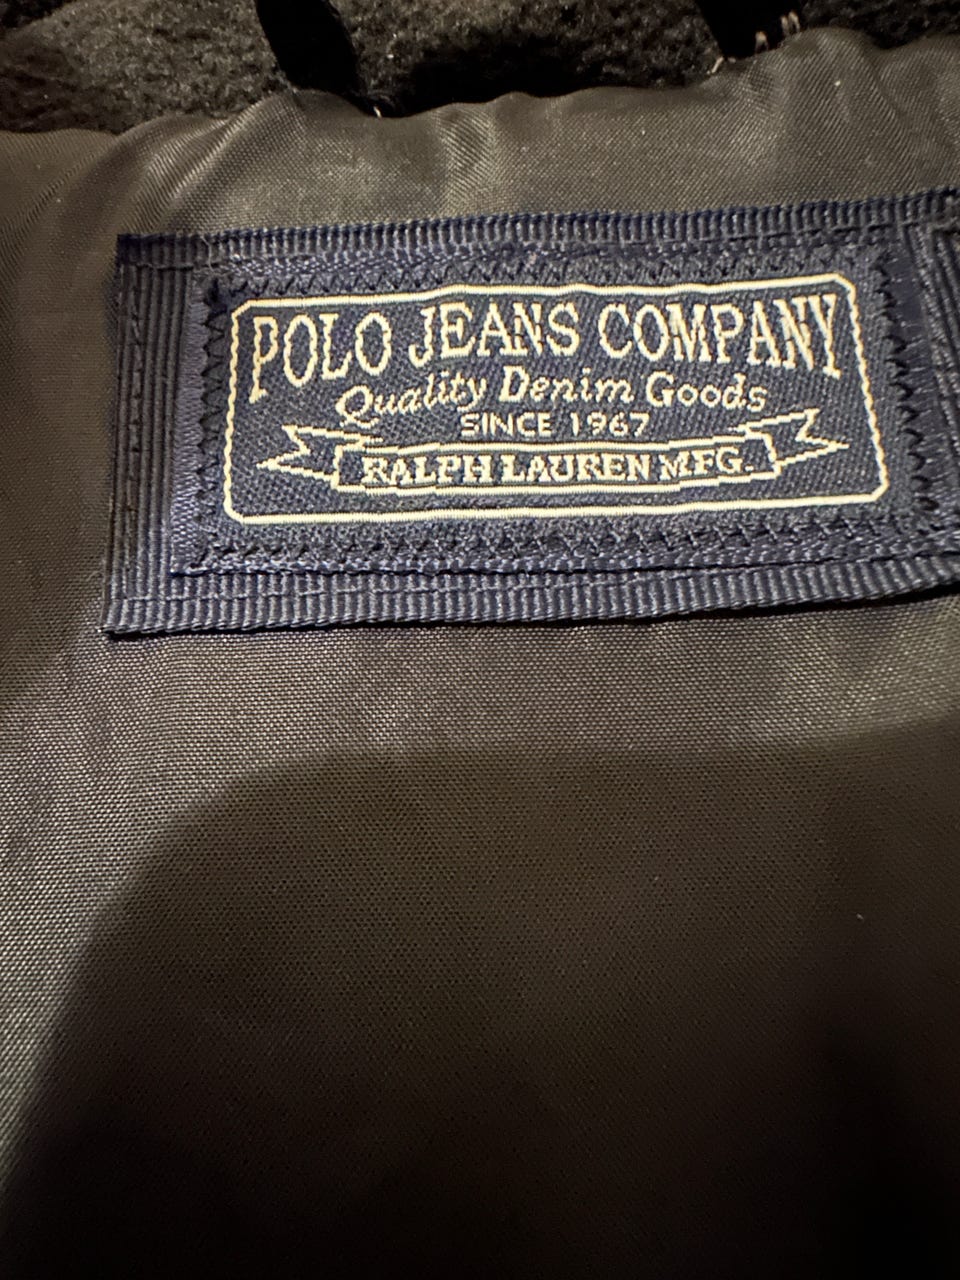 POLO JEANS COMPANY
Quality Denim Goods
SINCE 1967
RALPH LAUREN MFG.